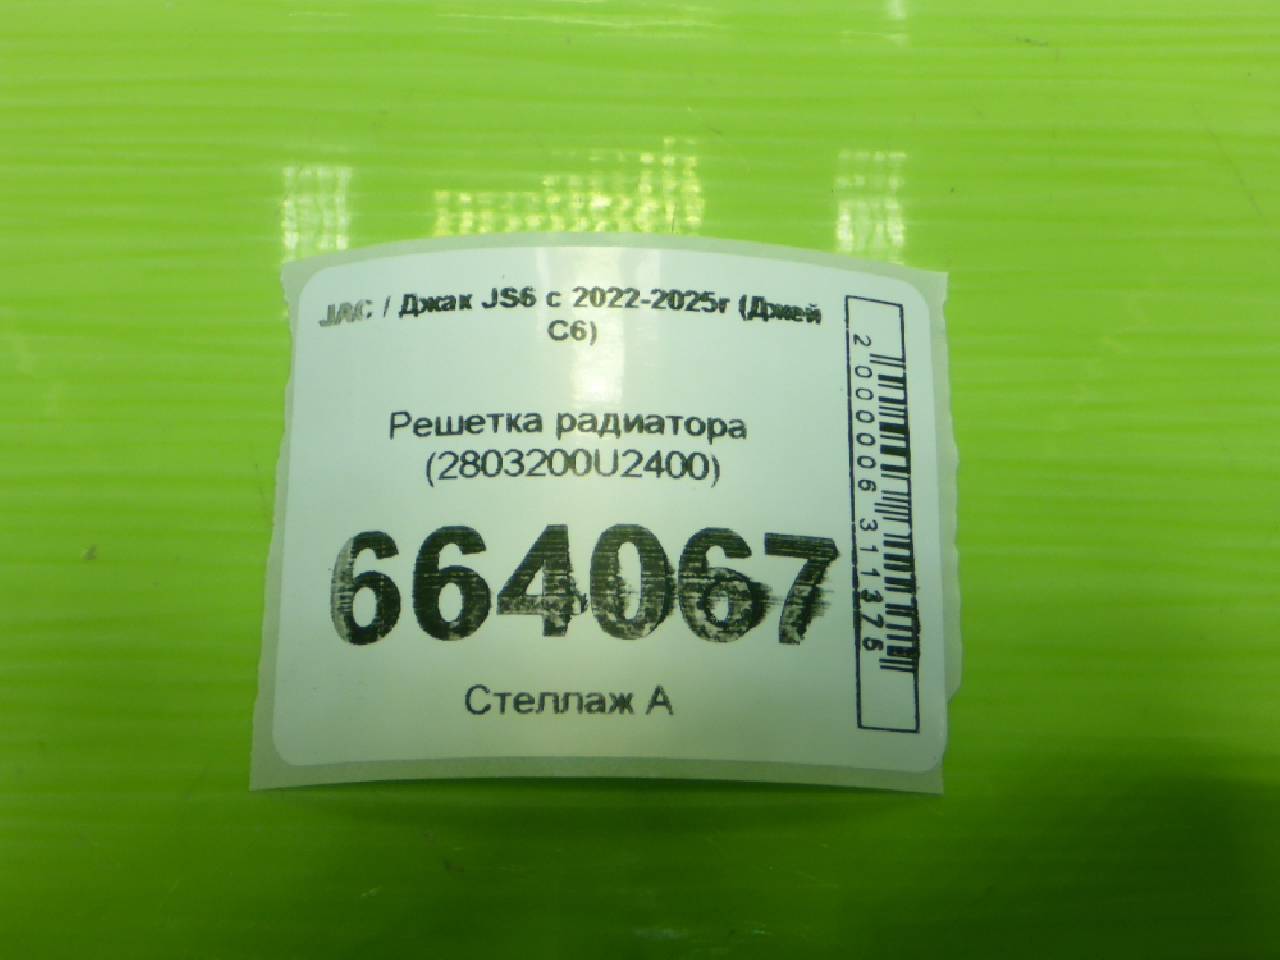 JAC / Джак JS6 с 2022-2025г (Джей
С6)
Решетка радиатора
(2803200U2400)
664067
Стеллаж А
2000006311375